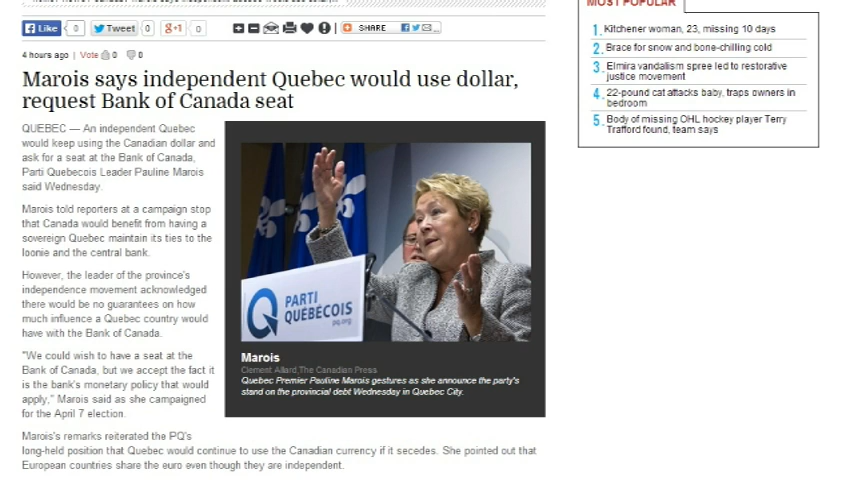 Like 0 Tweet 0 +1 0 SHARE
4 hours ago | Vote 0 0
Marois says independent Quebec would use dollar,
request Bank of Canada seat
QUEBEC — An independent Quebec
would keep using the Canadian dollar and
ask for a seat at the Bank of Canada,
Parti Quebecois Leader Pauline Marois
said Wednesday.
Marois told reporters at a campaign stop
that Canada would benefit from having a
sovereign Quebec maintain its ties to the
loonie and the central bank.
However, the leader of the province's
independence movement acknowledged
there would be no guarantees on how
much influence a Quebec country would
have with the Bank of Canada.
"We could wish to have a seat at the
Bank of Canada, but we accept the fact it
is the bank's monetary policy that would
apply," Marois said as she campaigned
for the April 7 election.
Marois's remarks reiterated the PQ's
long-held position that Quebec would continue to use the Canadian currency if it secedes. She pointed out that
European countries share the euro even though they are independent.
PARTI
QUÉBÉCOIS
pq.org
Marois
Clement Allard,The Canadian Press
Quebec Premier Pauline Marois gestures as she announce the party's
stand on the provincial debt Wednesday in Quebec City.
MOST POPULAR
1. Kitchener woman, 23, missing 10 days
2. Brace for snow and bone-chilling cold
3. Elmira vandalism spree led to restorative
justice movement
4. 22-pound cat attacks baby, traps owners in
bedroom
5. Body of missing OHL hockey player Terry
Trafford found, team says